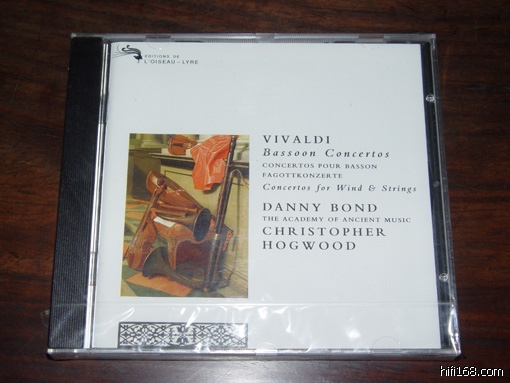 EDITIONS DE
L'OISEAU-LYRE
VIVALDI
Bassoon Concertos
CONCERTOS POUR BASSON
FAGOTTKONZERTE
Concertos for Wind & Strings
DANNY BOND
THE ACADEMY OF ANCIENT MUSIC
CHRISTOPHER
HOGWOOD
hifi168.com